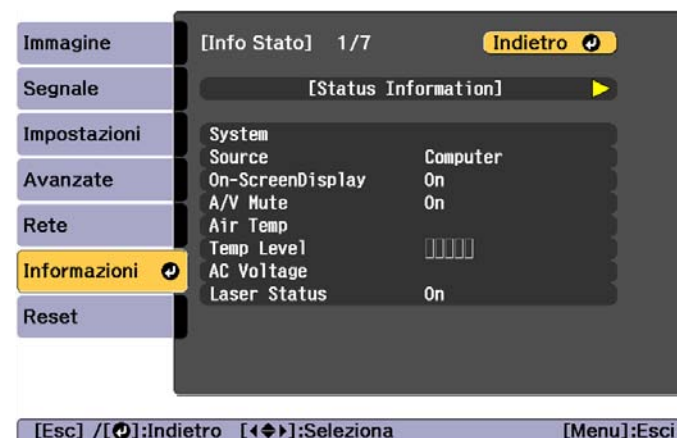 Immagine
Segnale
Impostazioni
Avanzate
Rete
Informazioni
Reset
[Info Stato] 1/7
Indietro
[Status Information]
System
Source Computer
On-ScreenDisplay On
A/V Mute On
Air Temp
Temp Level
AC Voltage
Laser Status On
[Esc] /[⏎]:Indietro [◂◆▸]:Seleziona [Menu]:Esci